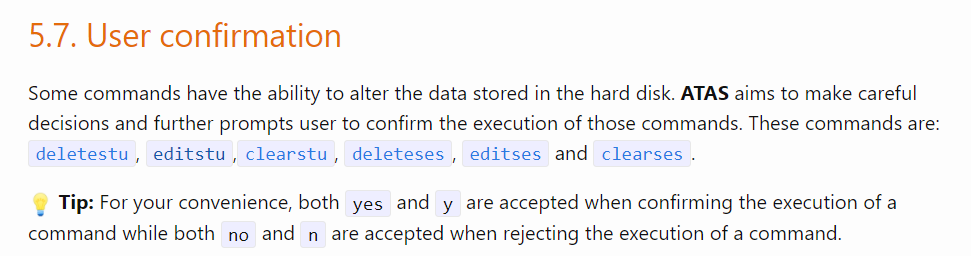 5.7. User confirmation
Some commands have the ability to alter the data stored in the hard disk. ATAS aims to make careful
decisions and further prompts user to confirm the execution of those commands. These commands are:
deletestu , editstu , clearstu , deleteses , editses and clearses .
Tip: For your convenience, both yes and y are accepted when confirming the execution of a
command while both no and n are accepted when rejecting the execution of a command.